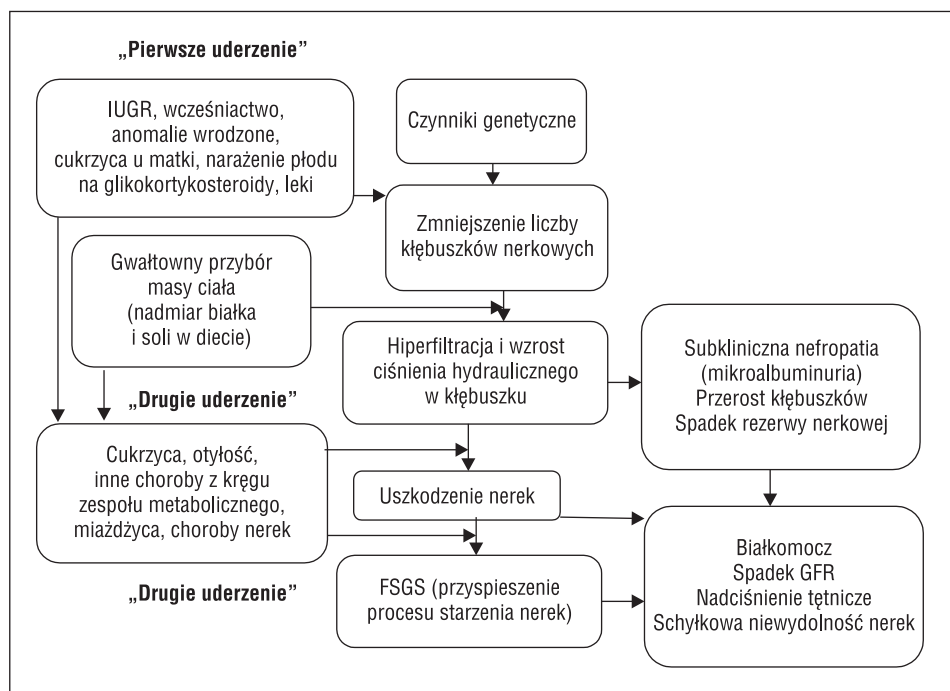 „Pierwsze uderzenie”
IUGR, wcześniactwo,
anomalie wrodzone,
cukrzyca u matki, narażenie płodu
na glikokortykosteroidy, leki
Czynniki genetyczne
Zmniejszenie liczby
kłębuszków nerkowych
Gwałtowny przybór
masy ciała
(nadmiar białka
i soli w diecie)
Hiperfiltracja i wzrost
ciśnienia hydraulicznego
w kłębuszku
Subkliniczna nefropatia
(mikroalbuminuria)
Przerost kłębuszków
Spadek rezerwy nerkowej
„Drugie uderzenie”
Cukrzyca, otyłość,
inne choroby z kręgu
zespołu metabolicznego,
miażdżyca, choroby nerek
Uszkodzenie nerek
Białkomocz
Spadek GFR
Nadciśnienie tętnicze
Schyłkowa niewydolność nerek
„Drugie uderzenie”
FSGS (przyspieszenie
procesu starzenia nerek)